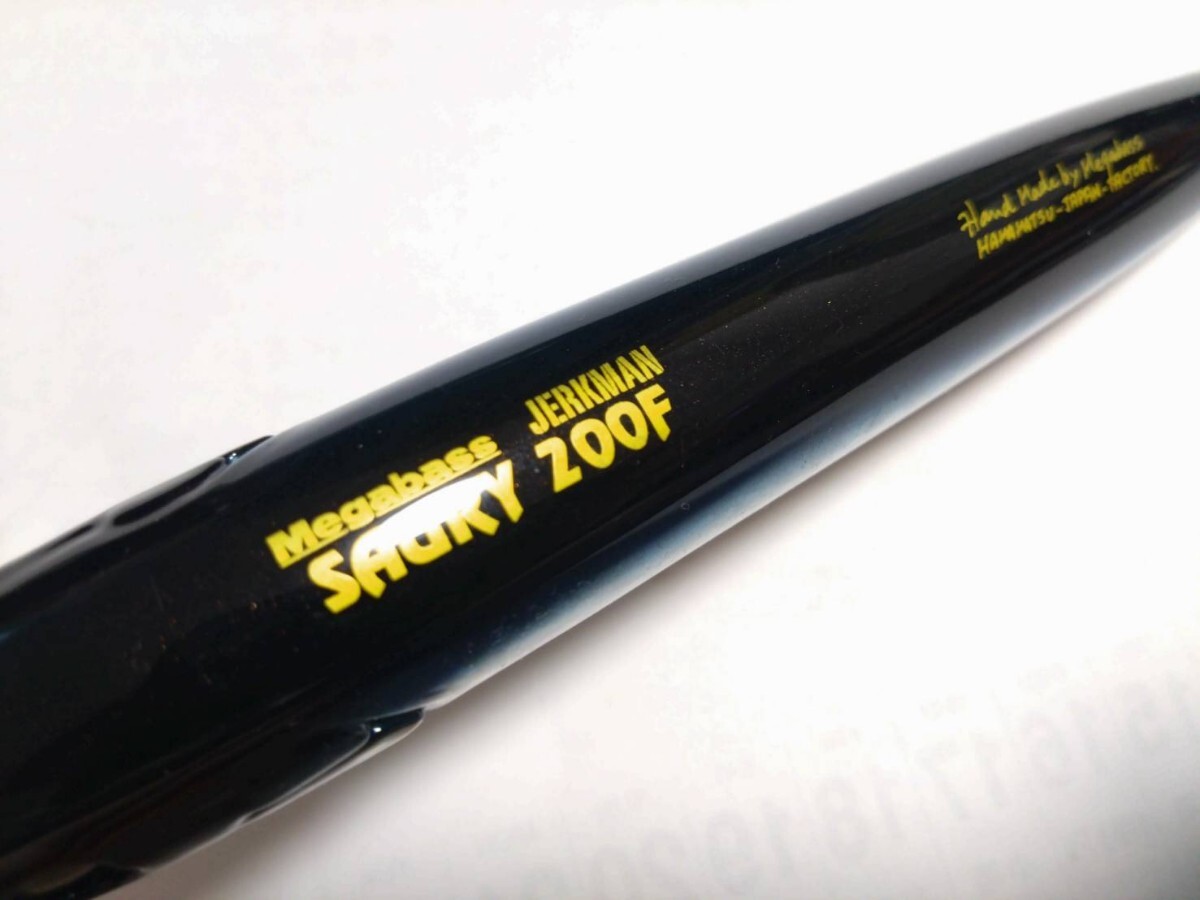 Megabass
SAURY
JERKMAN
200F
Hand Made by Megabass
HAMAMATSU-JAPAN-FACTORY.